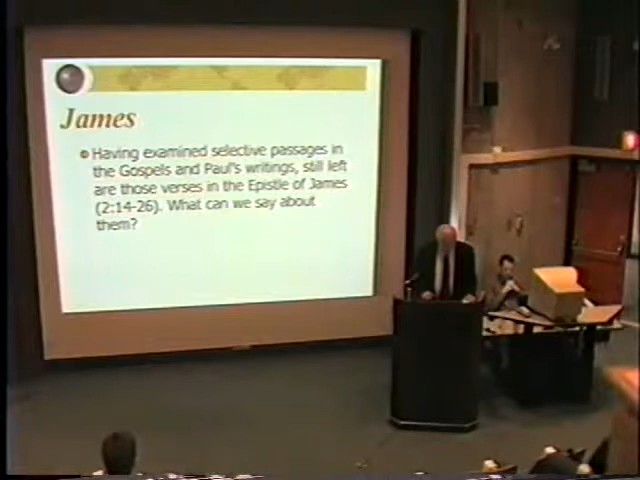 James
Having examined selective passages in
the Gospels and Paul's writings, still left
are those verses in the Epistle of James
(2:14-26). What can we say about
them?